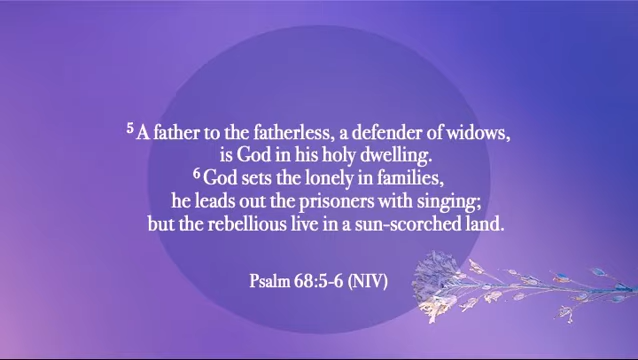 ⁵ A father to the fatherless, a defender of widows,
is God in his holy dwelling.
⁶ God sets the lonely in families,
he leads out the prisoners with singing;
but the rebellious live in a sun-scorched land.
Psalm 68:5-6 (NIV)